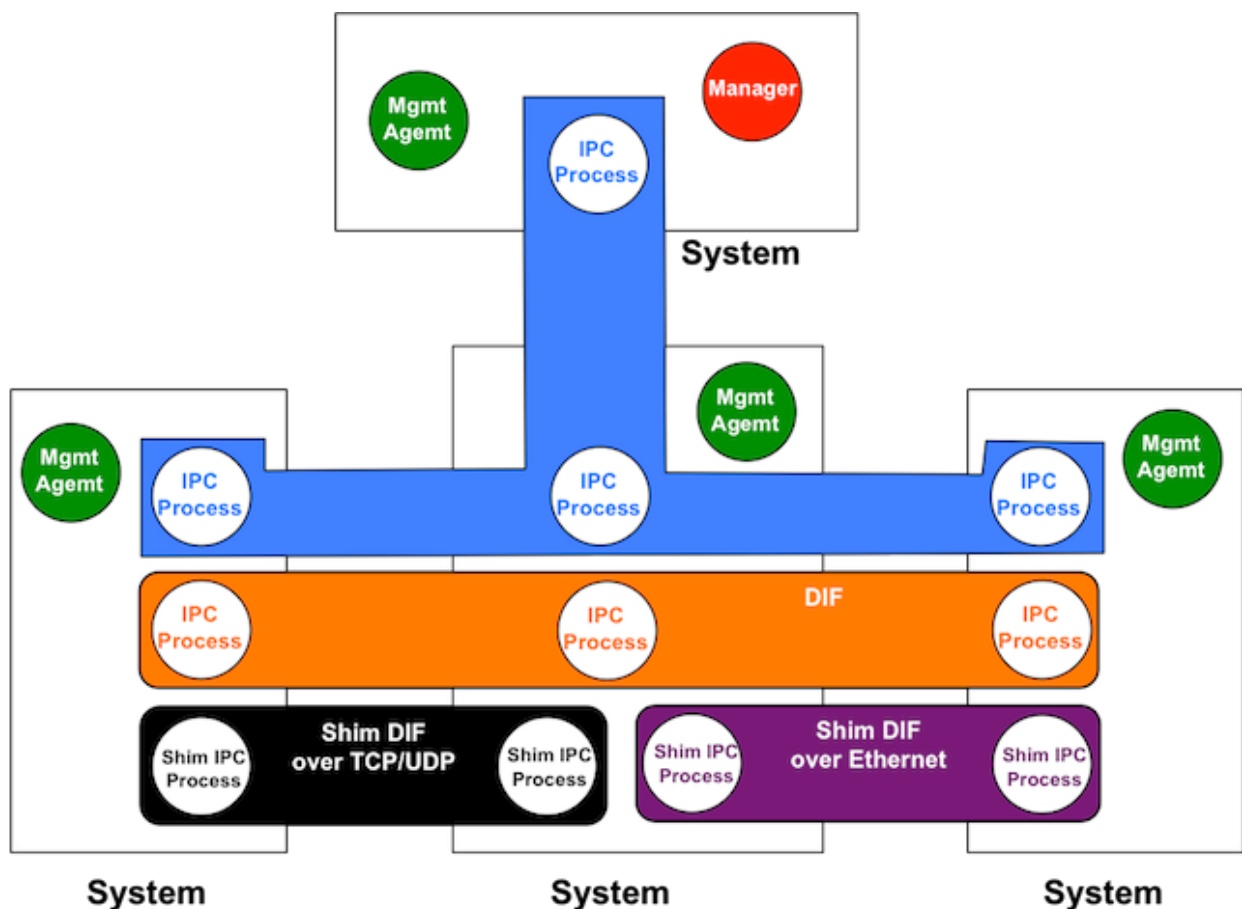 Manager
Mgmt
Agemt
IPC
Process
System
Mgmt
Agemt
Mgmt
Agemt
Mgmt
Agemt
IPC
Process
IPC
Process
IPC
Process
DIF
IPC
Process
IPC
Process
IPC
Process
Shim DIF
over TCP/UDP
Shim DIF
over Ethernet
Shim IPC
Process
Shim IPC
Process
Shim IPC
Process
Shim IPC
Process
System
System
System